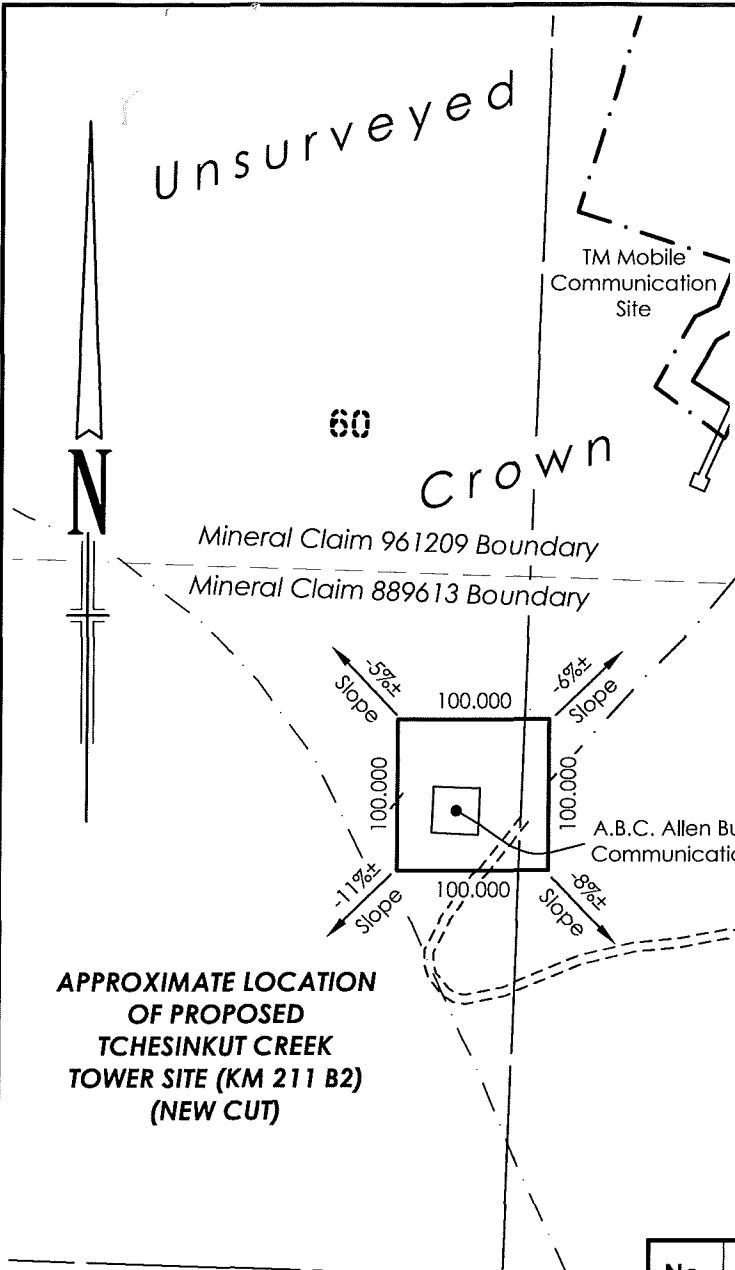 Unsurveyed
TM Mobile
Communication
Site
60
Crown
N
Mineral Claim 961209 Boundary
Mineral Claim 889613 Boundary
-5%±
Slope
-6%±
Slope
100.000
100.000
100.000
A.B.C. Allen Bu
Communicatio
-11%±
Slope
100.000
-8%±
Slope
APPROXIMATE LOCATION
OF PROPOSED
TCHESINKUT CREEK
TOWER SITE (KM 211 B2)
(NEW CUT)